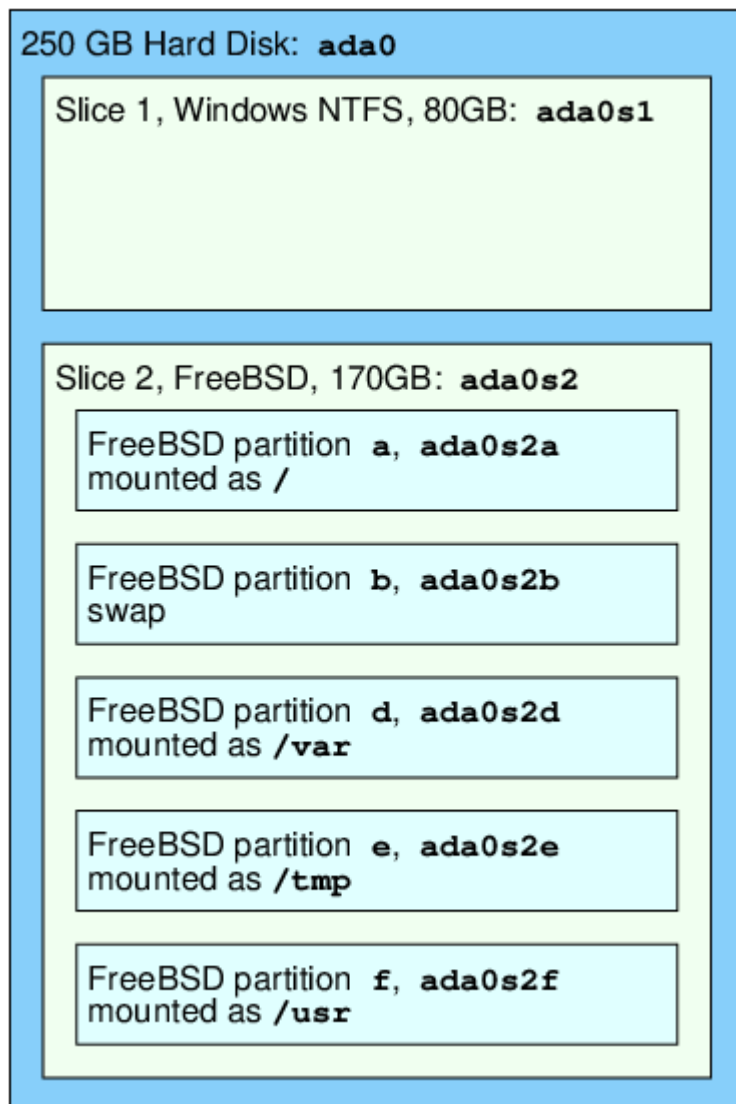 250 GB Hard Disk: ada0
Slice 1, Windows NTFS, 80GB: ada0s1
Slice 2, FreeBSD, 170GB: ada0s2
FreeBSD partition a, ada0s2a
mounted as /
FreeBSD partition b, ada0s2b
swap
FreeBSD partition d, ada0s2d
mounted as /var
FreeBSD partition e, ada0s2e
mounted as /tmp
FreeBSD partition f, ada0s2f
mounted as /usr